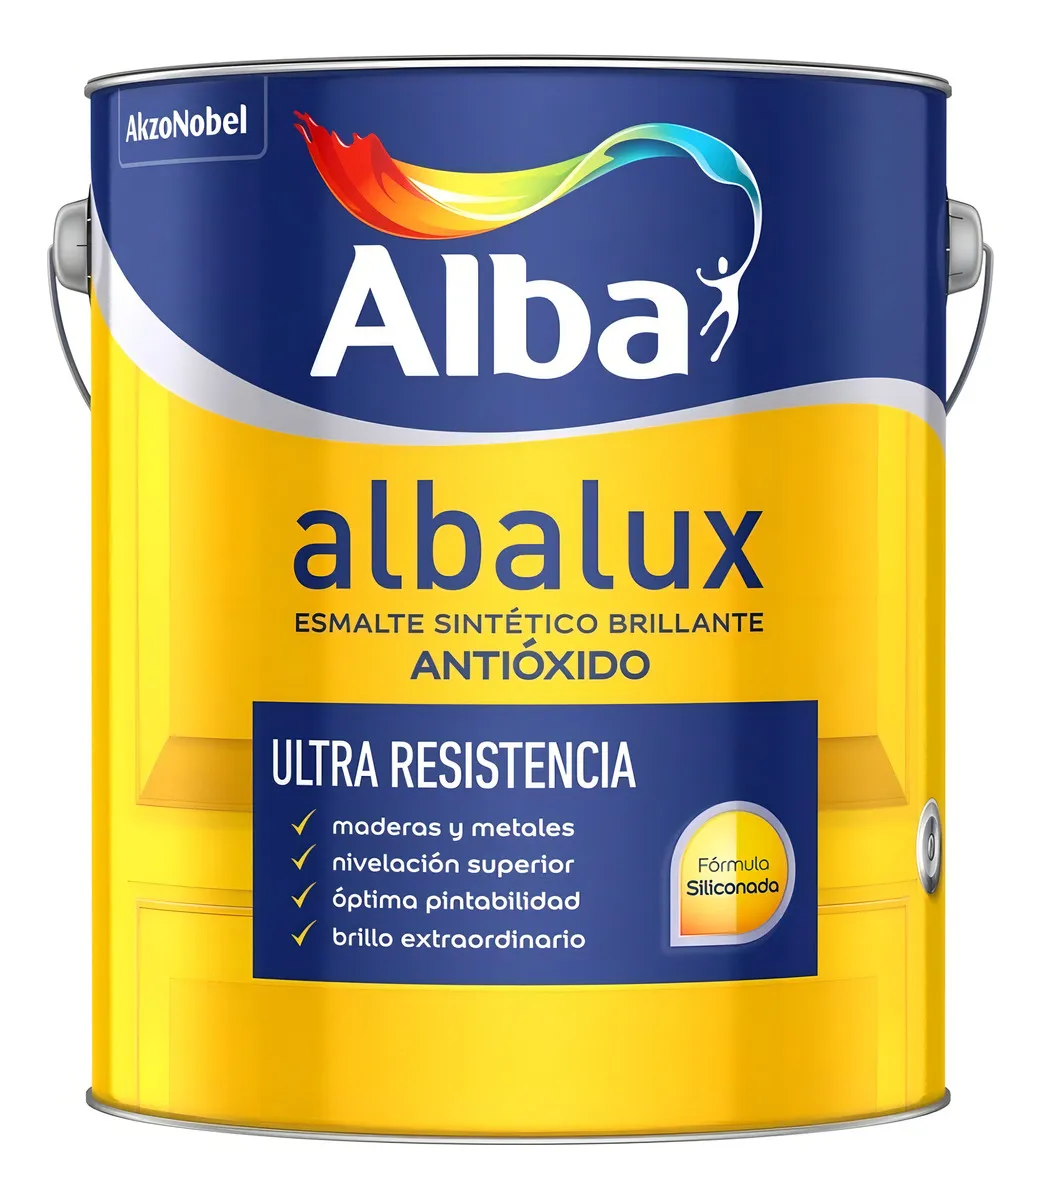 AkzoNobel
Alba
albalux
ESMALTE SINTÉTICO BRILLANTE
ANTIÓXIDO
ULTRA RESISTENCIA
maderas y metales
nivelación superior
óptima pintabilidad
brillo extraordinario
Fórmula
Siliconada